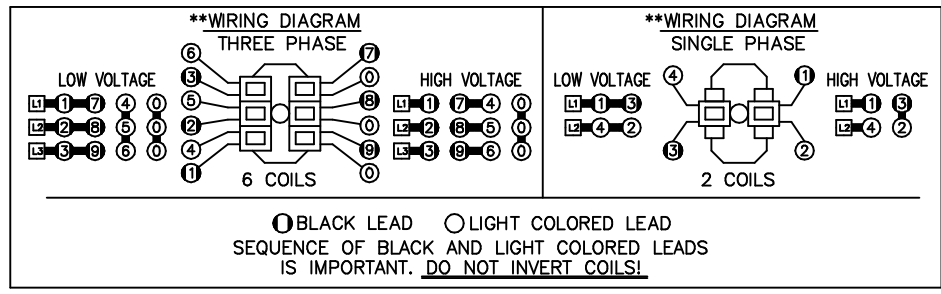 **WIRING DIAGRAM
THREE PHASE
LOW VOLTAGE
L1 1 7 4 0
L2 2 8 5 0
L3 3 9 6 0
6
3
5
2
4
1
7
0
8
0
9
0
6 COILS
HIGH VOLTAGE
L1 1 7 4 0
L2 2 8 5 0
L3 3 9 6 0
**WIRING DIAGRAM
SINGLE PHASE
LOW VOLTAGE
L1 1 3
L2 4 2
4
3
1
2
2 COILS
HIGH VOLTAGE
L1 1 3
L2 4 2
BLACK LEAD LIGHT COLORED LEAD
SEQUENCE OF BLACK AND LIGHT COLORED LEADS
IS IMPORTANT. DO NOT INVERT COILS!